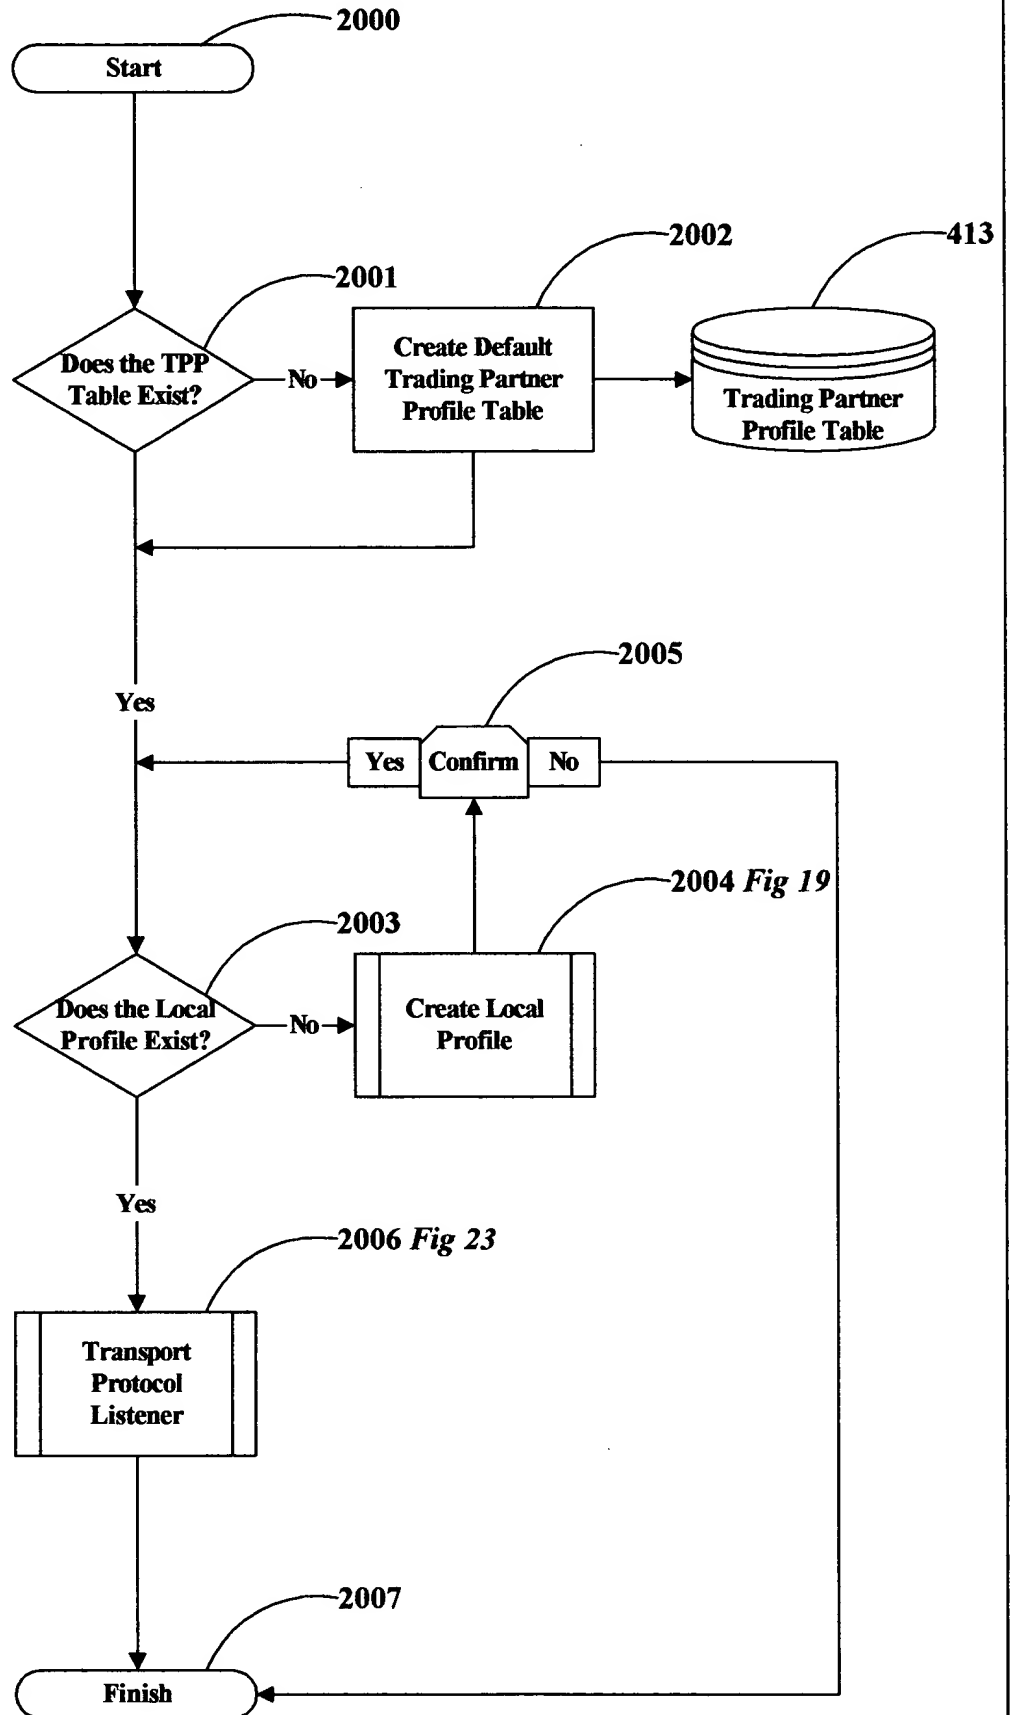 2000
Start
2002
413
2001
Does the TPP
Table Exist?
No
Create Default
Trading Partner
Profile Table
Trading Partner
Profile Table
Yes
2005
Yes
Confirm
No
2004 Fig 19
2003
Does the Local
Profile Exist?
No
Create Local
Profile
Yes
2006 Fig 23
Transport
Protocol
Listener
2007
Finish